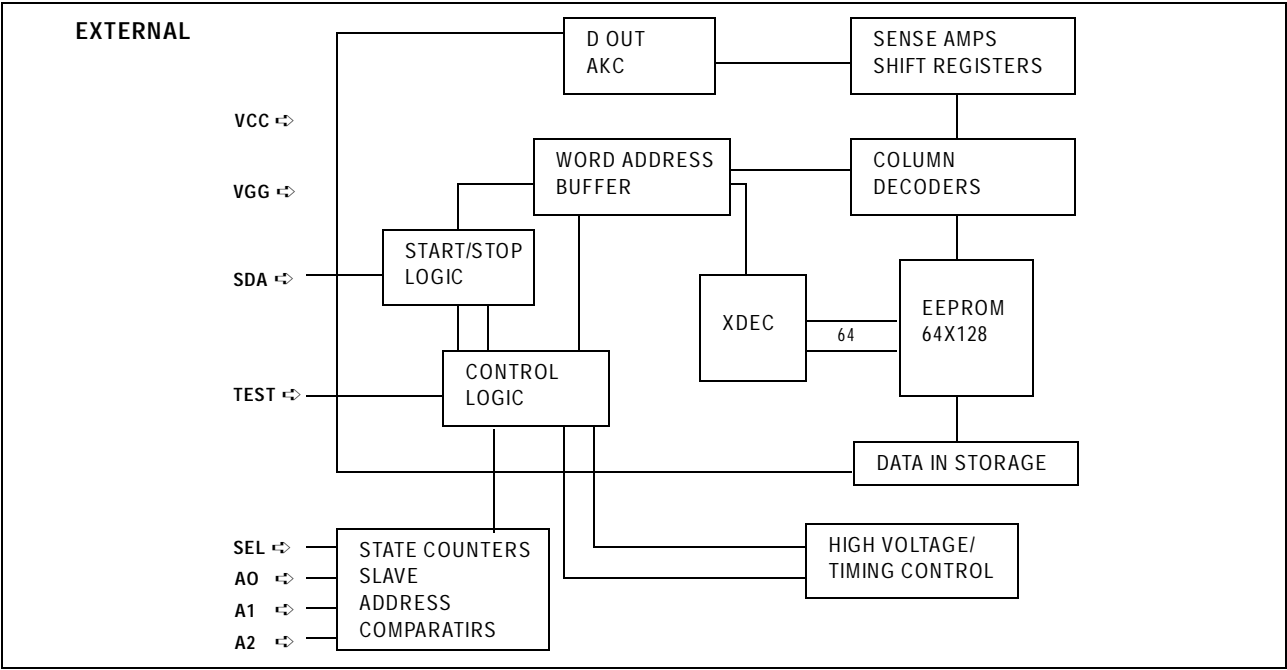 EXTERNAL
D OUT
AKC
SENSE AMPS
SHIFT REGISTERS
VCC ➪
WORD ADDRESS
BUFFER
COLUMN
DECODERS
VGG ➪
START/STOP
LOGIC
SDA ➪
XDEC
64
EEPROM
64X128
CONTROL
LOGIC
TEST ➪
DATA IN STORAGE
SEL ➪
AO ➪
A1 ➪
A2 ➪
STATE COUNTERS
SLAVE
ADDRESS
COMPARATIRS
HIGH VOLTAGE/
TIMING CONTROL